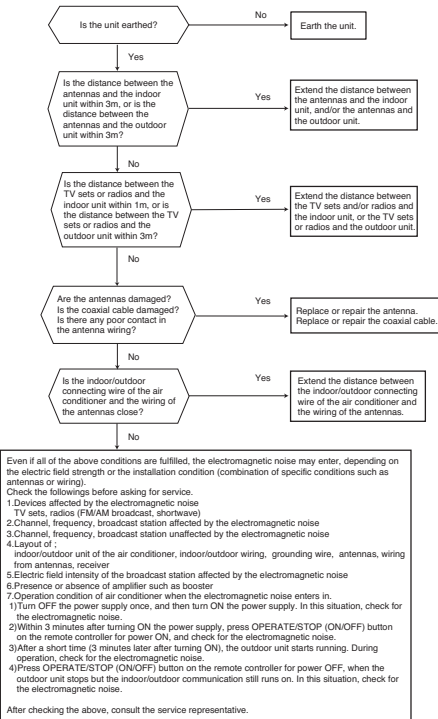 Is the unit earthed?
No
Earth the unit.
Yes
Is the distance between the
antennas and the indoor
unit within 3m, or is the
distance between the
antennas and the outdoor
unit within 3m?
Yes
Extend the distance between
the antennas and the indoor
unit, and/or the antennas and
the outdoor unit.
No
Is the distance between the
TV sets or radios and the
indoor unit within 1m, or is
the distance between the TV
sets or radios and the
outdoor unit within 3m?
Yes
Extend the distance between
the TV sets and/or radios and
the indoor unit, or the TV sets
or radios and the outdoor unit.
No
Are the antennas damaged?
Is the coaxial cable damaged?
Is there any poor contact in
the antenna wiring?
Yes
Replace or repair the antenna.
Replace or repair the coaxial cable.
No
Is the indoor/outdoor
connecting wire of the air
conditioner and the wiring of
the antennas close?
Yes
Extend the distance between
the indoor/outdoor connecting
wire of the air conditioner and
the wiring of the antennas.
No
Even if all of the above conditions are fulfilled, the electromagnetic noise may enter, depending on
the electric field strength or the installation condition (combination of specific conditions such as
antennas or wiring).
Check the followings before asking for service.
1.Devices affected by the electromagnetic noise
TV sets, radios (FM/AM broadcast, shortwave)
2.Channel, frequency, broadcast station affected by the electromagnetic noise
3.Channel, frequency, broadcast station unaffected by the electromagnetic noise
4.Layout of ;
indoor/outdoor unit of the air conditioner, indoor/outdoor wiring, grounding wire, antennas, wiring
from antennas, receiver
5.Electric field intensity of the broadcast station affected by the electromagnetic noise
6.Presence or absence of amplifier such as booster
7.Operation condition of air conditioner when the electromagnetic noise enters in.
1)Turn OFF the power supply once, and then turn ON the power supply. In this situation, check for
the electromagnetic noise.
2)Within 3 minutes after turning ON the power supply, press OPERATE/STOP (ON/OFF) button
on the remote controller for power ON, and check for the electromagnetic noise.
3)After a short time (3 minutes later after turning ON), the outdoor unit starts running. During
operation, check for the electromagnetic noise.
4)Press OPERATE/STOP (ON/OFF) button on the remote controller for power OFF, when the
outdoor unit stops but the indoor/outdoor communication still runs on. In this situation, check for
the electromagnetic noise.
After checking the above, consult the service representative.